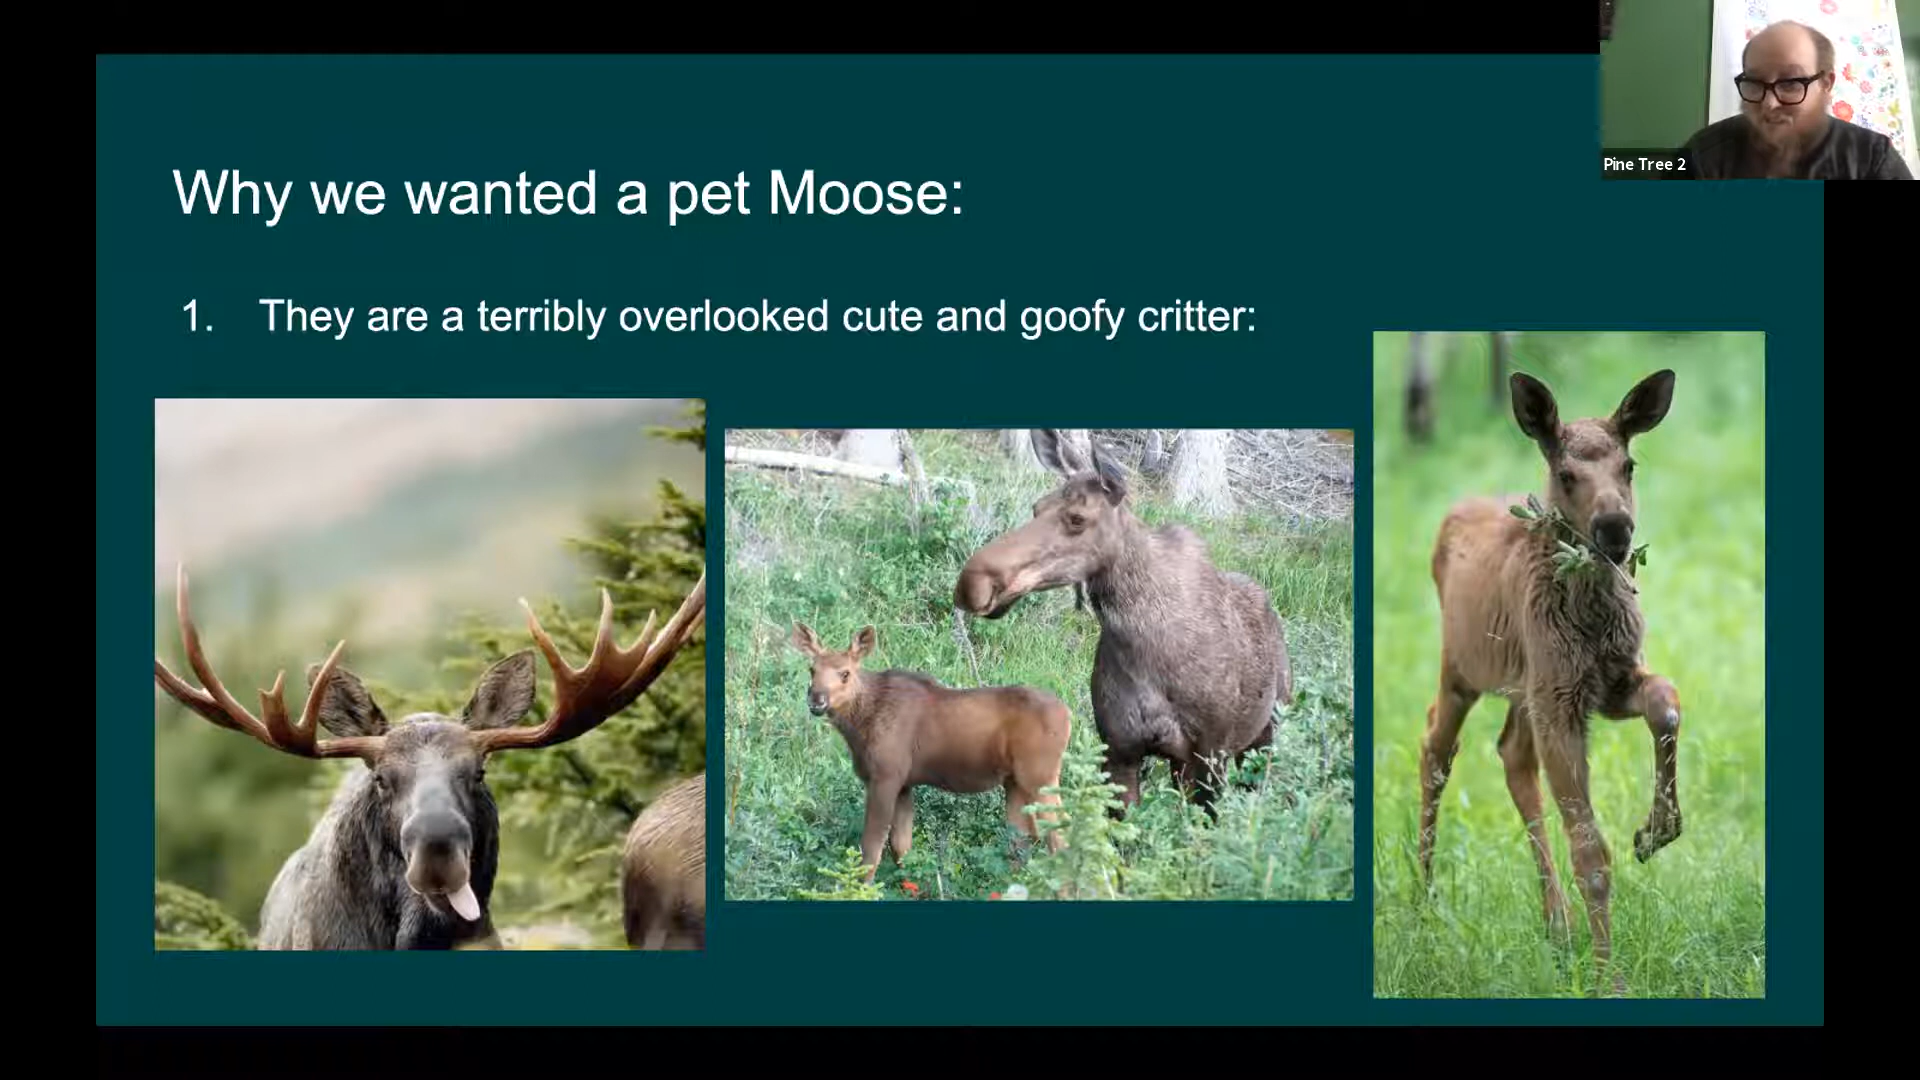 Pine Tree 2
Why we wanted a pet Moose:
1. They are a terribly overlooked cute and goofy critter: